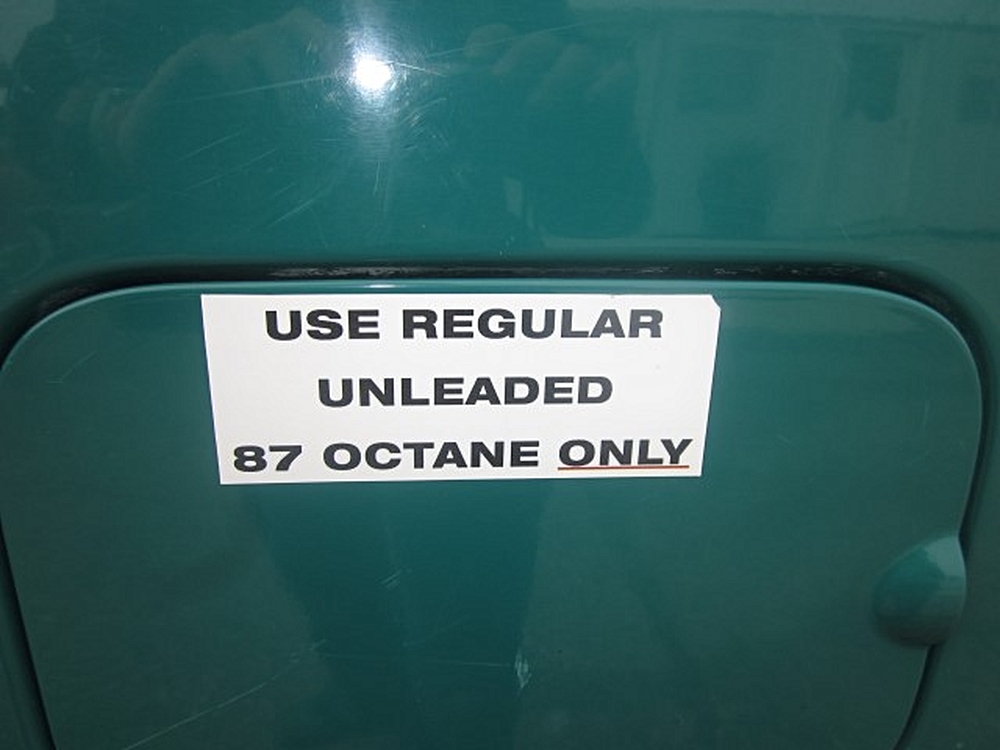 USE REGULAR
UNLEADED
87 OCTANE ONLY